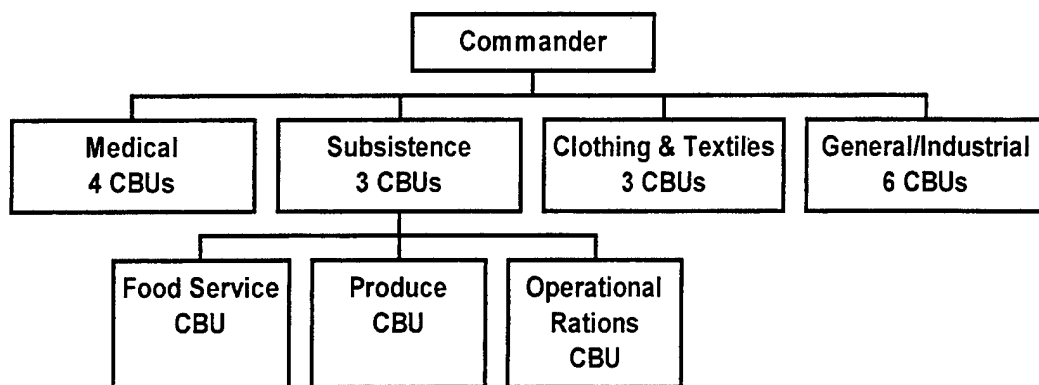 Commander
Medical
4 CBUs
Subsistence
3 CBUs
Clothing & Textiles
3 CBUs
General/Industrial
6 CBUs
Food Service
CBU
Produce
CBU
Operational
Rations
CBU